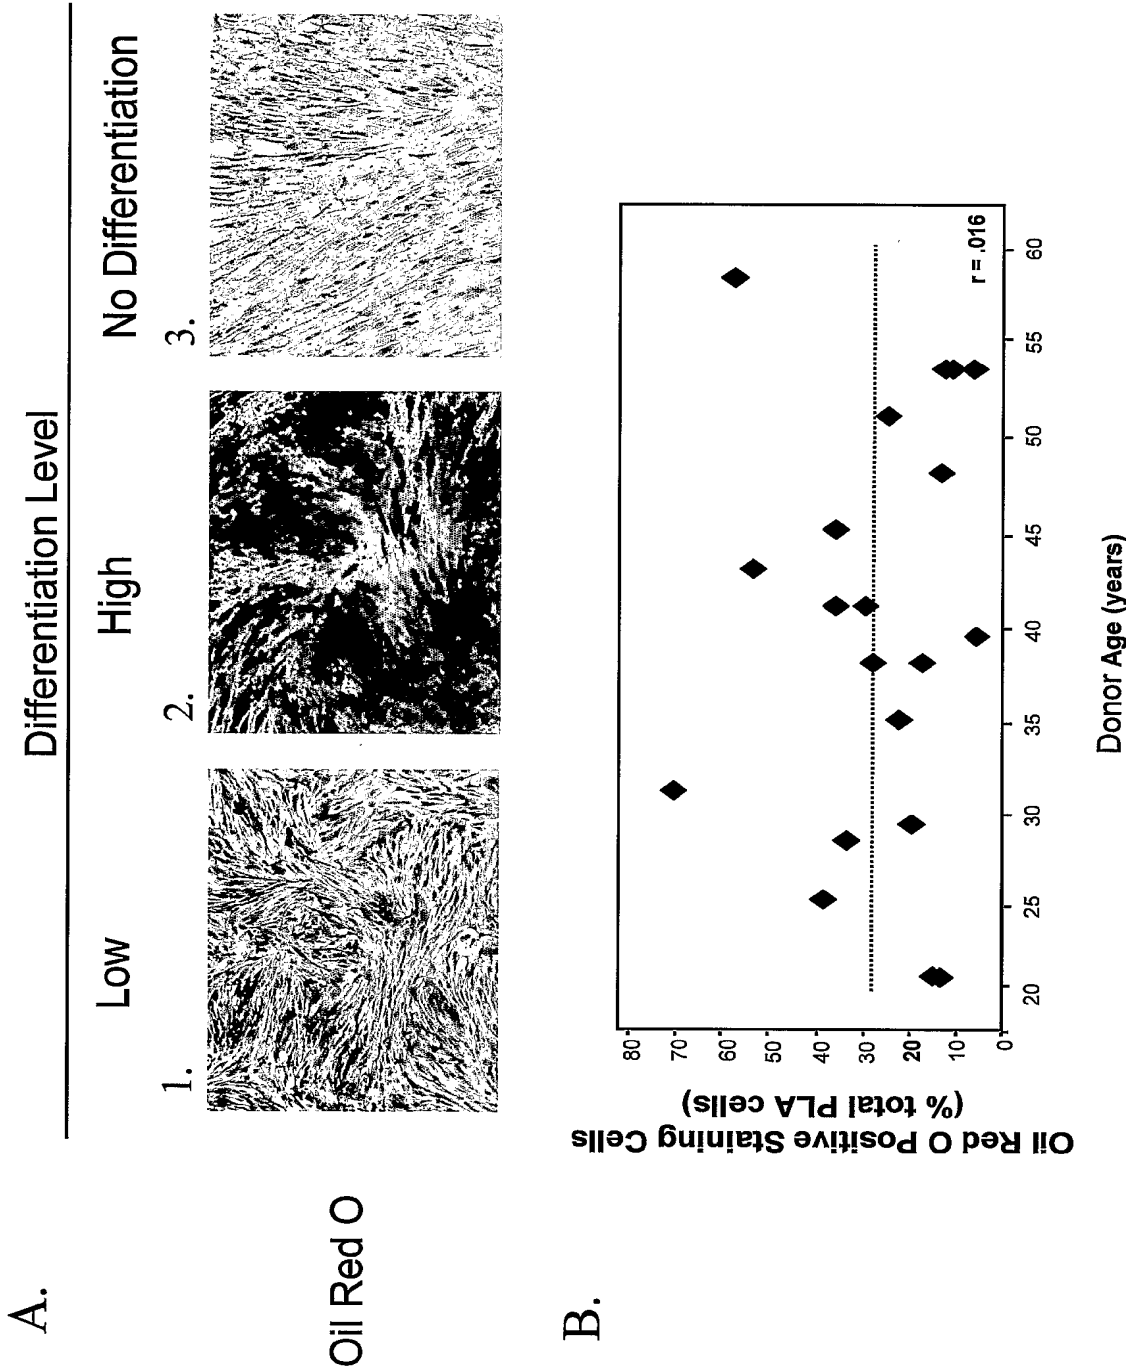 A.
Differentiation Level
Low High No Differentiation
1. 2. 3.
Oil Red O
B.
Oil Red O Positive Staining Cells
(% total PLA cells)
80
70
60
50
40
30
20
10
0
r = .016
20 25 30 35 40 45 50 55 60
Donor Age (years)